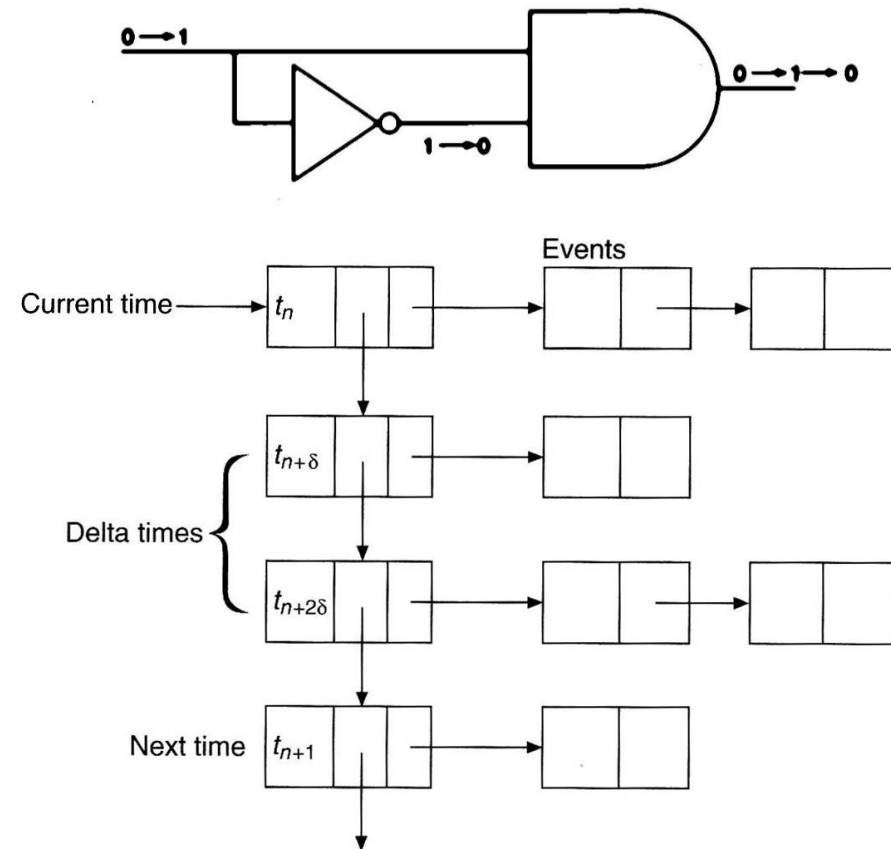 0→1
0→1→0
1→0
Events
Current time
tₙ
tₙ₊δ
Delta times
tₙ₊₂δ
Next time
tₙ₊₁